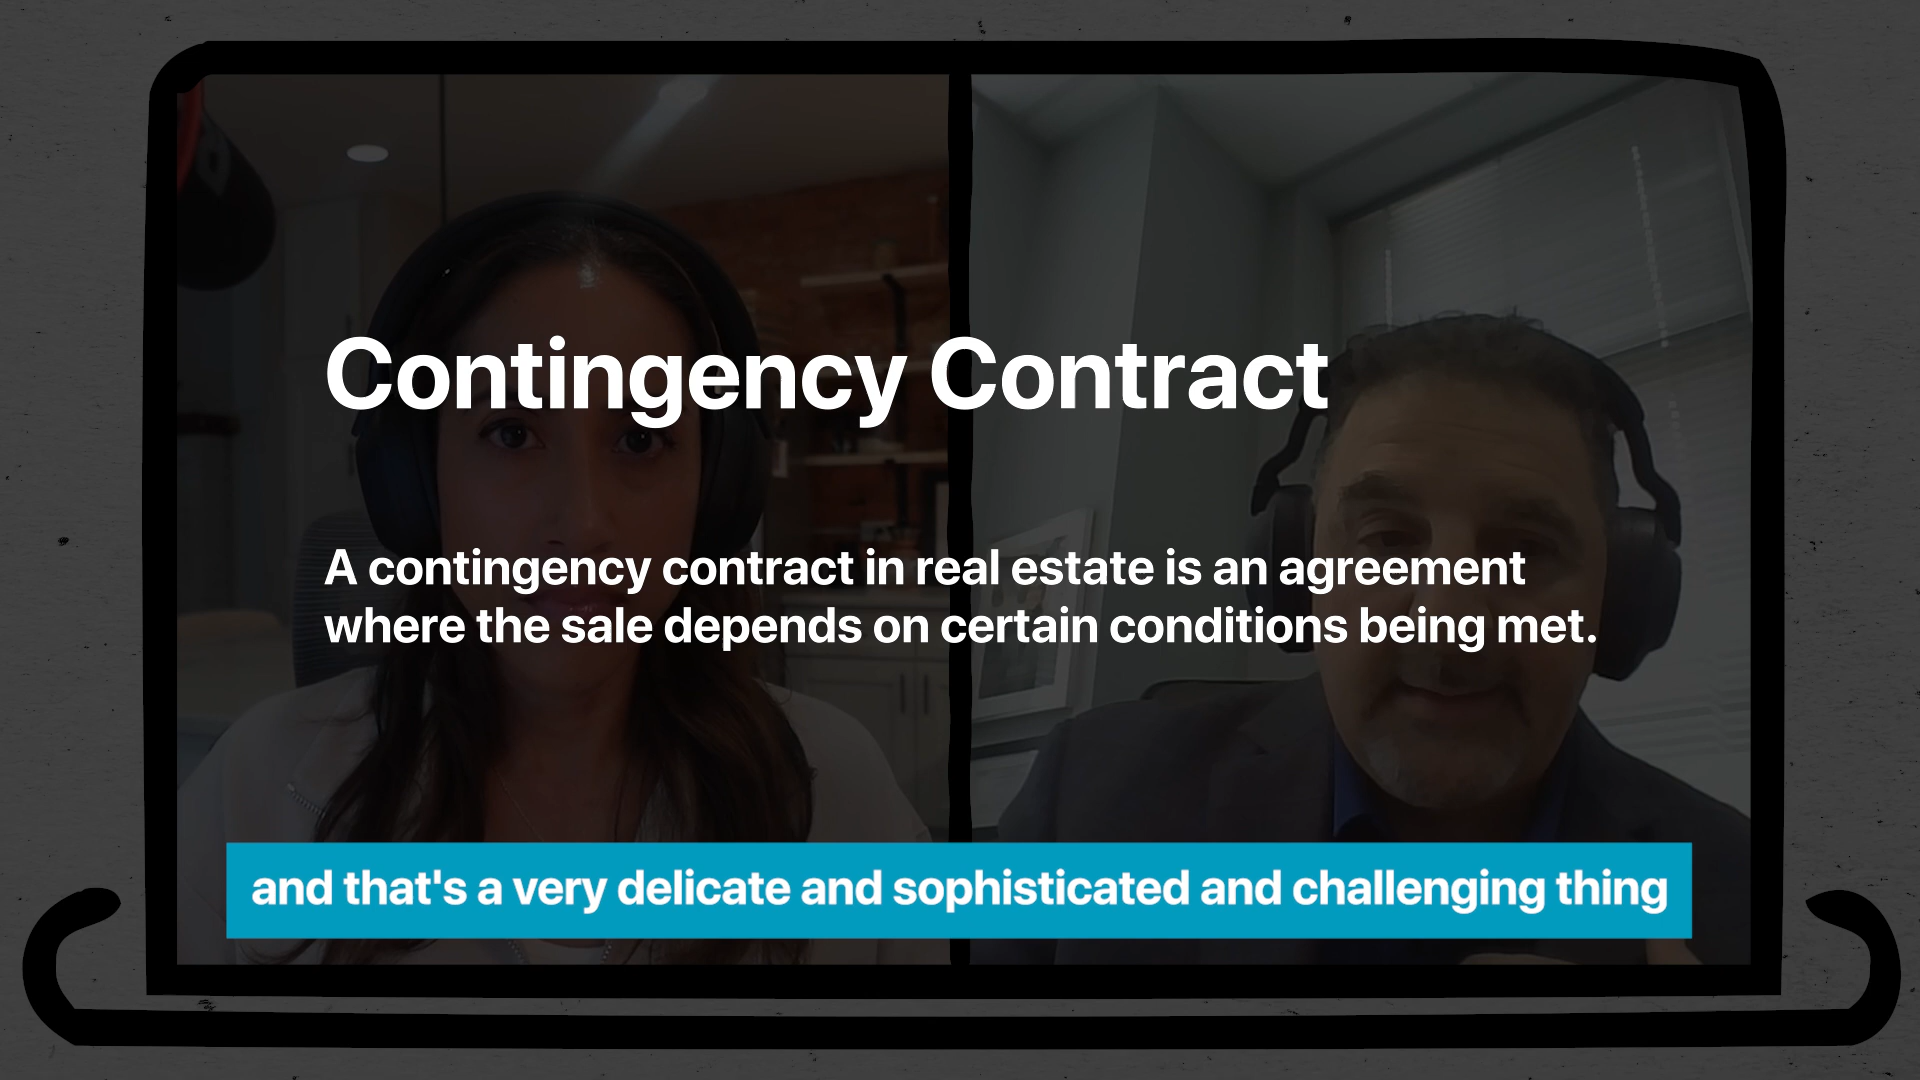 Contingency Contract
A contingency contract in real estate is an agreement
where the sale depends on certain conditions being met.
and that's a very delicate and sophisticated and challenging thing